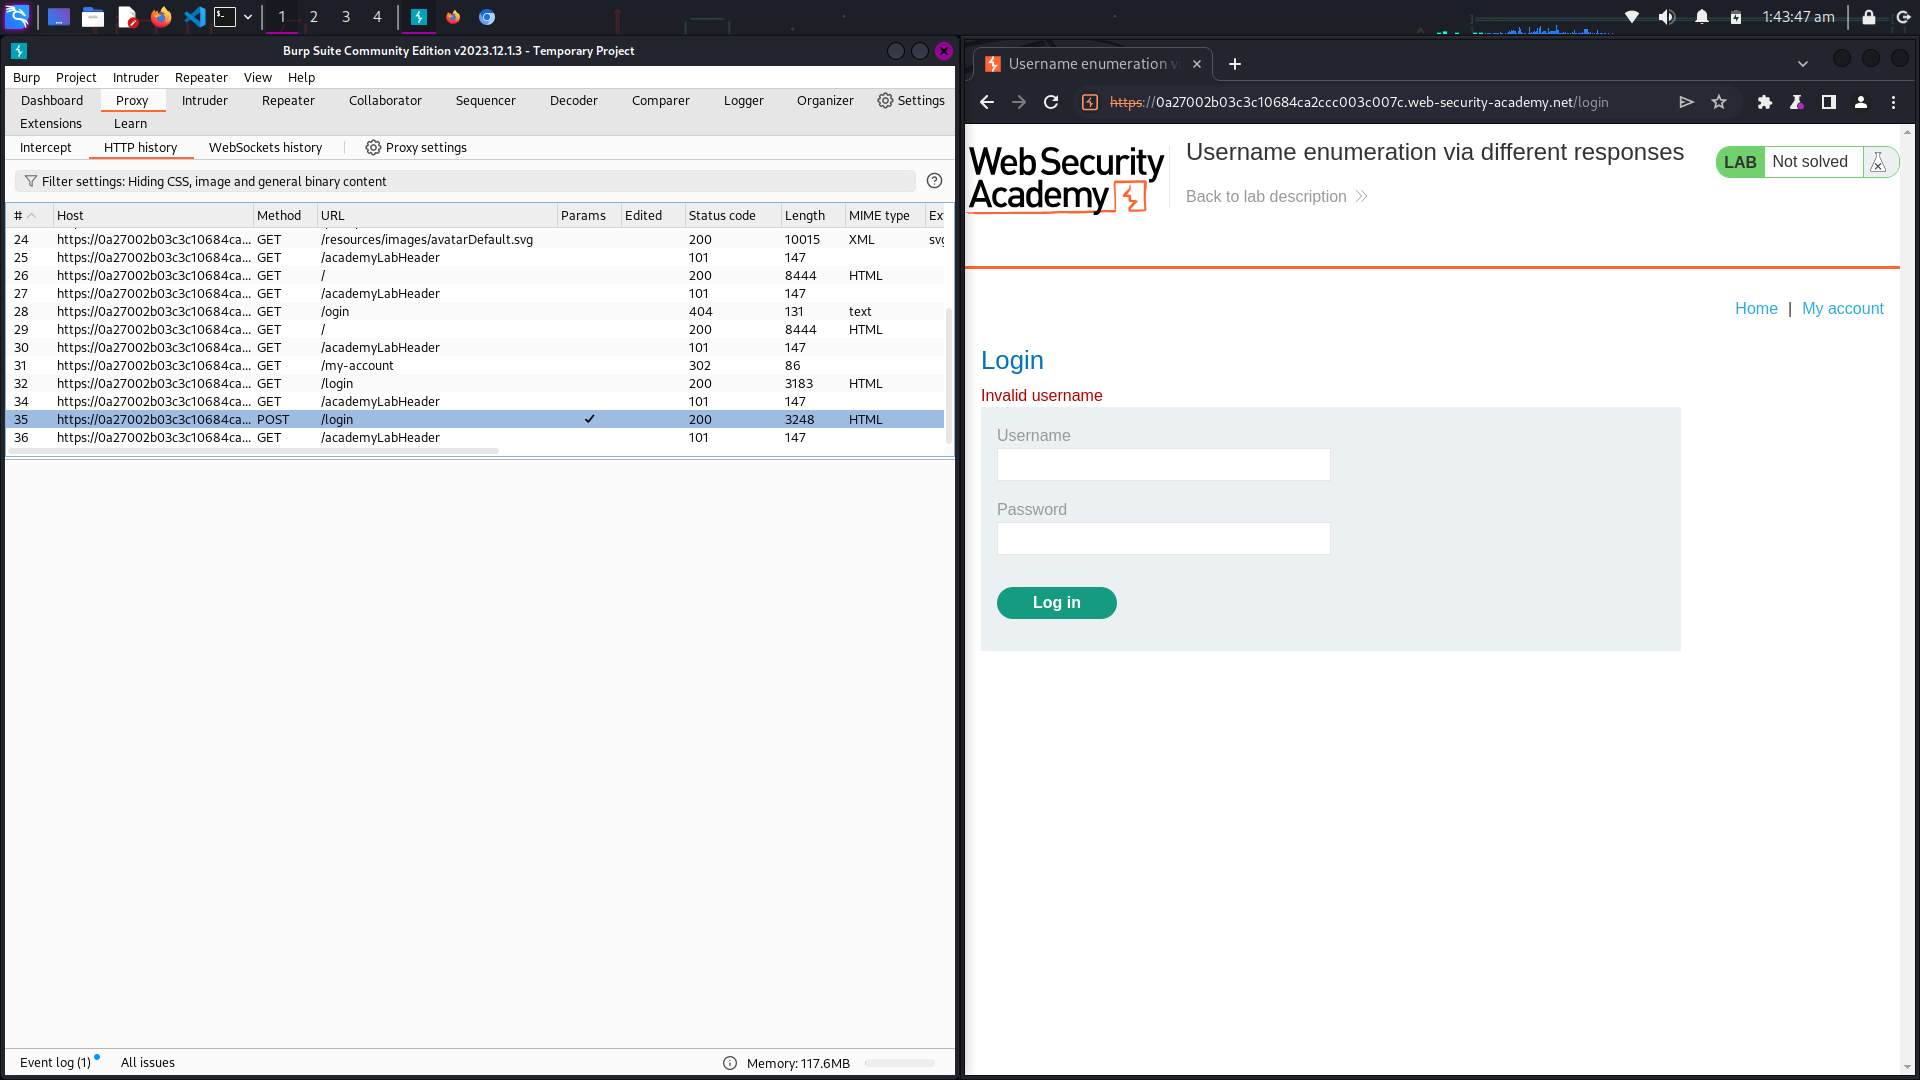 1 2 3 4
1:43:47 am
Burp Suite Community Edition v2023.12.1.3 - Temporary Project
Burp Project Intruder Repeater View Help
Dashboard Proxy Intruder Repeater Collaborator Sequencer Decoder Comparer Logger Organizer Settings
Extensions Learn
Intercept HTTP history WebSockets history Proxy settings
Filter settings: Hiding CSS, image and general binary content
# Host Method URL Params Edited Status code Length MIME type Ex
24 https://0a27002b03c3c10684ca... GET /resources/images/avatarDefault.svg 200 10015 XML svg
25 https://0a27002b03c3c10684ca... GET /academyLabHeader 101 147
26 https://0a27002b03c3c10684ca... GET / 200 8444 HTML
27 https://0a27002b03c3c10684ca... GET /academyLabHeader 101 147
28 https://0a27002b03c3c10684ca... GET /ogin 404 131 text
29 https://0a27002b03c3c10684ca... GET / 200 8444 HTML
30 https://0a27002b03c3c10684ca... GET /academyLabHeader 101 147
31 https://0a27002b03c3c10684ca... GET /my-account 302 86
32 https://0a27002b03c3c10684ca... GET /login 200 3183 HTML
34 https://0a27002b03c3c10684ca... GET /academyLabHeader 101 147
35 https://0a27002b03c3c10684ca... POST /login ✓ 200 3248 HTML
36 https://0a27002b03c3c10684ca... GET /academyLabHeader 101 147
Event log (1) All issues Memory: 117.6MB
Username enumeration v
https://0a27002b03c3c10684ca2ccc003c007c.web-security-academy.net/login
Web Security
Academy
Username enumeration via different responses
Back to lab description
LAB Not solved
Home | My account
Login
Invalid username
Username
Password
Log in